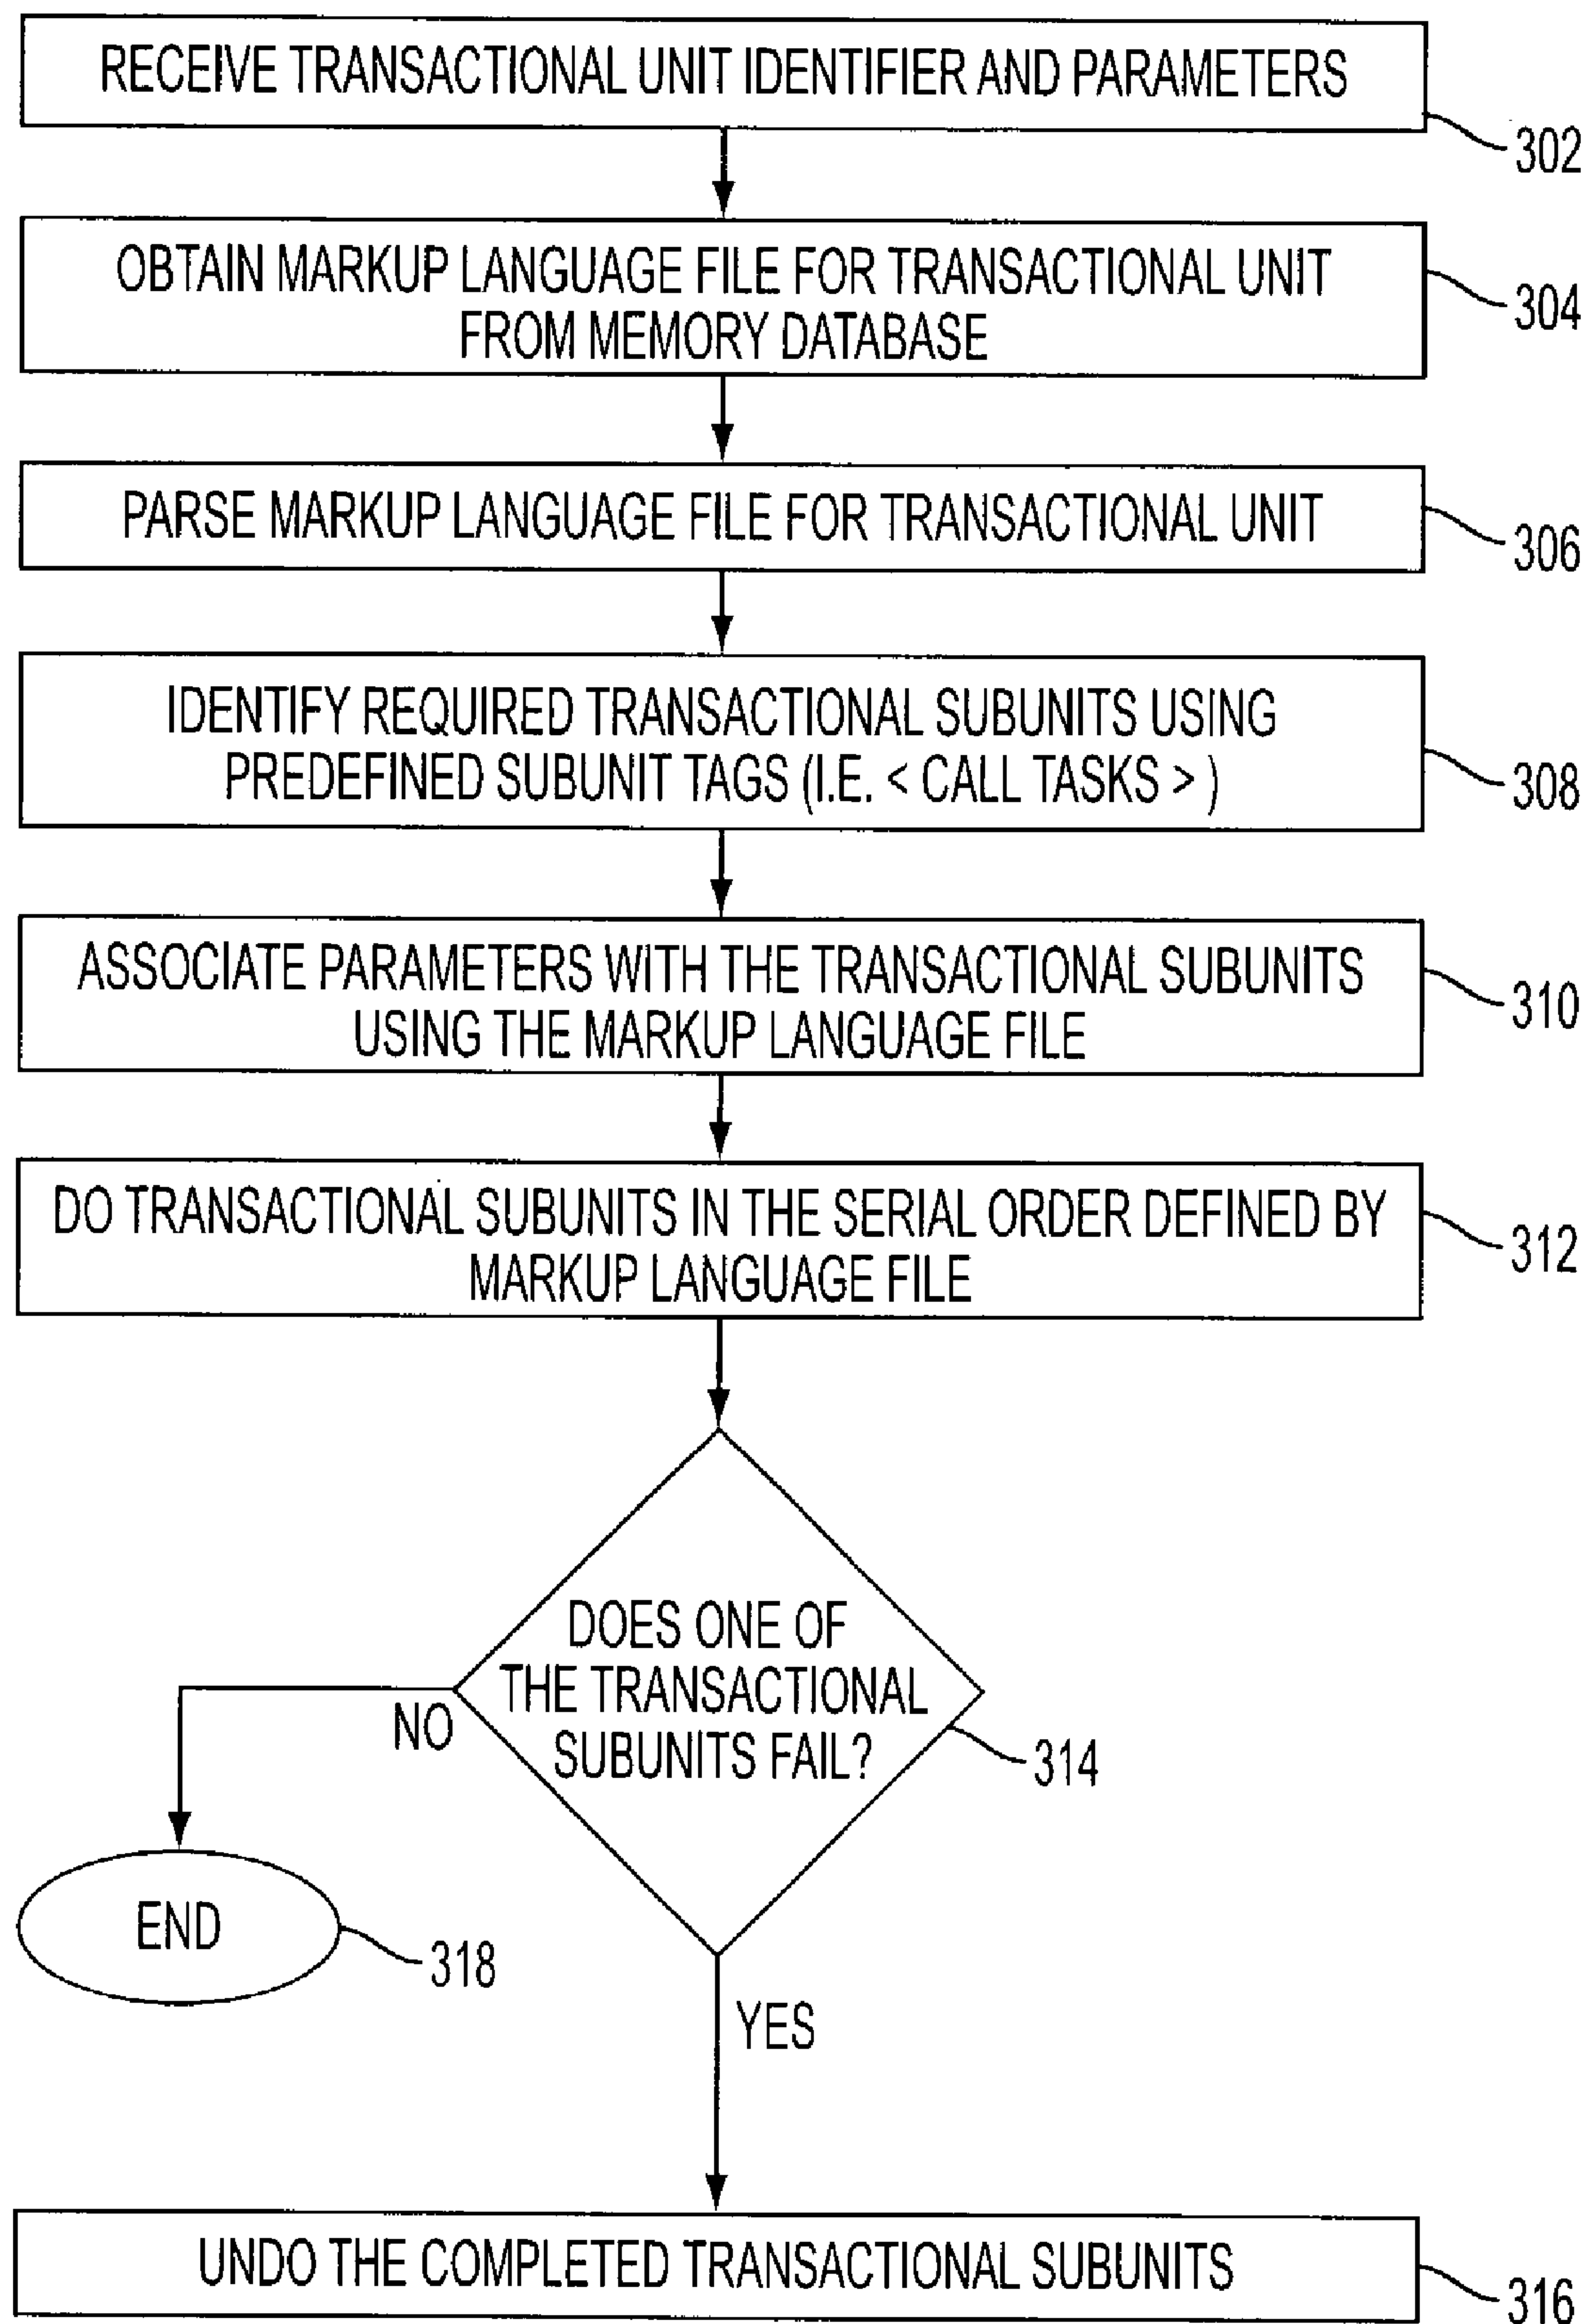 RECEIVE TRANSACTIONAL UNIT IDENTIFIER AND PARAMETERS
302
OBTAIN MARKUP LANGUAGE FILE FOR TRANSACTIONAL UNIT
FROM MEMORY DATABASE
304
PARSE MARKUP LANGUAGE FILE FOR TRANSACTIONAL UNIT
306
IDENTIFY REQUIRED TRANSACTIONAL SUBUNITS USING
PREDEFINED SUBUNIT TAGS (I.E. < CALL TASKS > )
308
ASSOCIATE PARAMETERS WITH THE TRANSACTIONAL SUBUNITS
USING THE MARKUP LANGUAGE FILE
310
DO TRANSACTIONAL SUBUNITS IN THE SERIAL ORDER DEFINED BY
MARKUP LANGUAGE FILE
312
DOES ONE OF
THE TRANSACTIONAL
SUBUNITS FAIL?
314
NO
END
318
YES
UNDO THE COMPLETED TRANSACTIONAL SUBUNITS
316